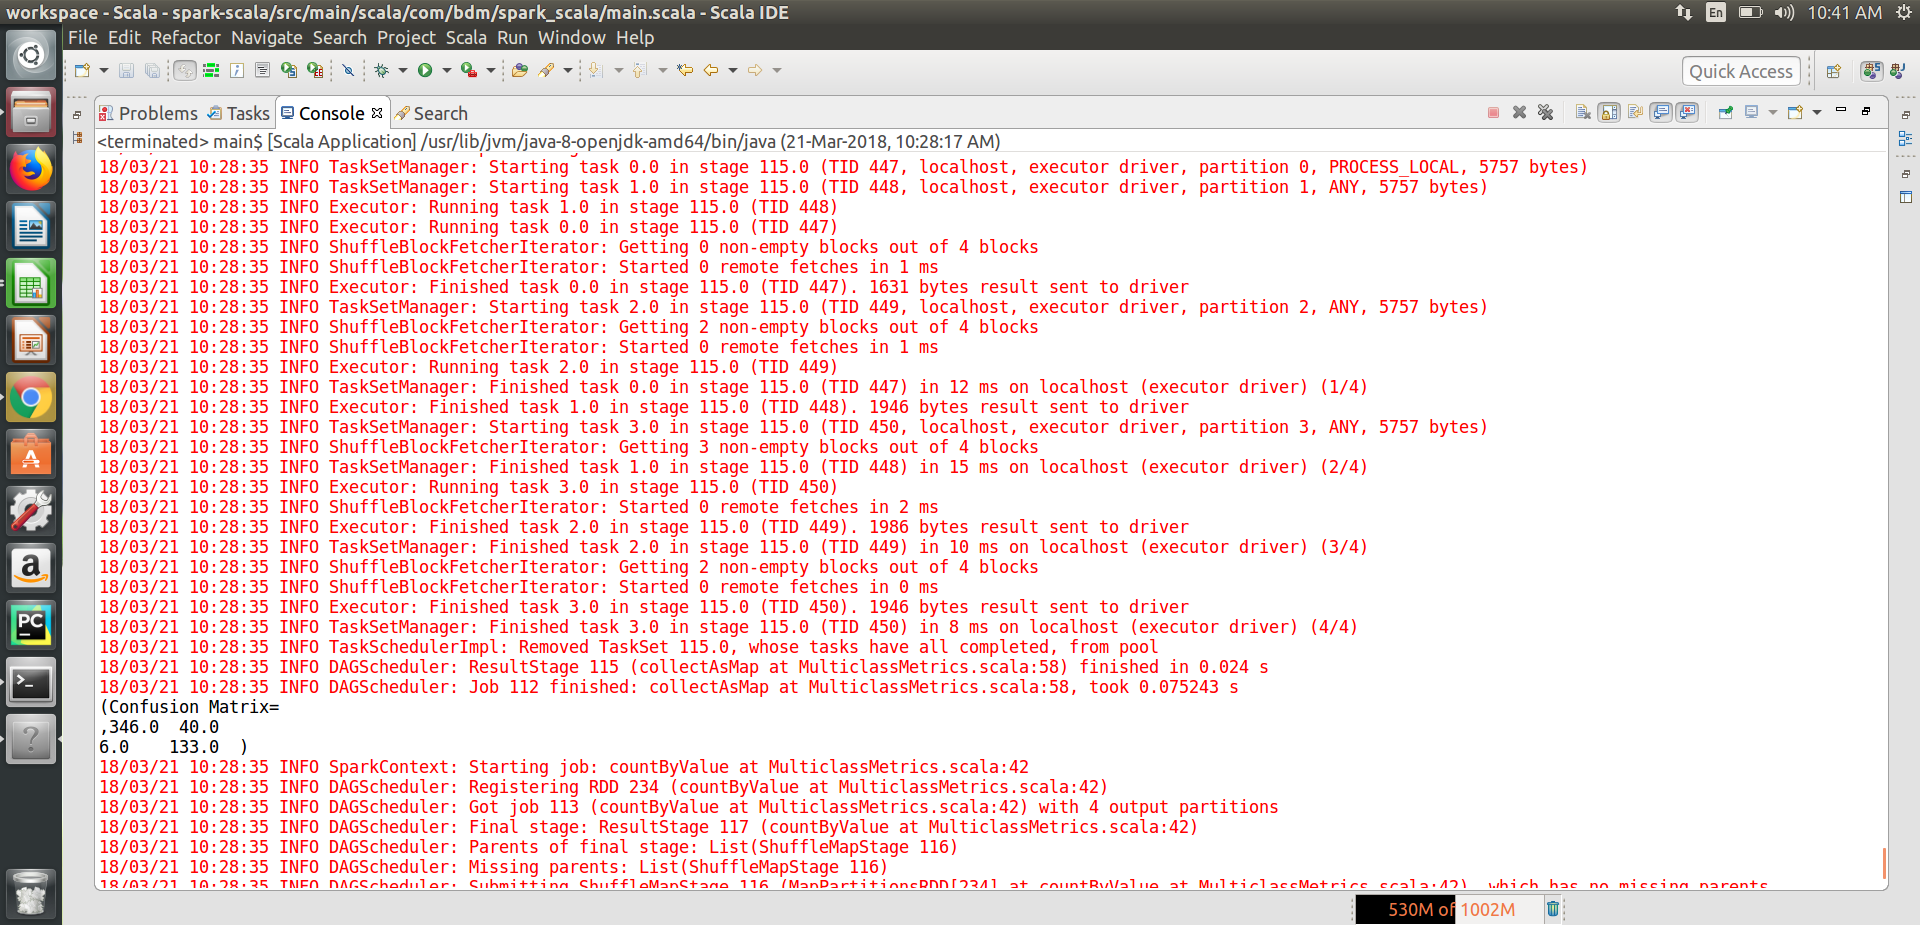 workspace - Scala - spark-scala/src/main/scala/com/bdm/spark_scala/main.scala - Scala IDE
En
10:41 AM
File Edit Refactor Navigate Search Project Scala Run Window Help
Quick Access
Problems Tasks Console Search
<terminated> main$ [Scala Application] /usr/lib/jvm/java-8-openjdk-amd64/bin/java (21-Mar-2018, 10:28:17 AM)
18/03/21 10:28:35 INFO TaskSetManager: Starting task 0.0 in stage 115.0 (TID 447, localhost, executor driver, partition 0, PROCESS_LOCAL, 5757 bytes)
18/03/21 10:28:35 INFO TaskSetManager: Starting task 1.0 in stage 115.0 (TID 448, localhost, executor driver, partition 1, ANY, 5757 bytes)
18/03/21 10:28:35 INFO Executor: Running task 1.0 in stage 115.0 (TID 448)
18/03/21 10:28:35 INFO Executor: Running task 0.0 in stage 115.0 (TID 447)
18/03/21 10:28:35 INFO ShuffleBlockFetcherIterator: Getting 0 non-empty blocks out of 4 blocks
18/03/21 10:28:35 INFO ShuffleBlockFetcherIterator: Started 0 remote fetches in 1 ms
18/03/21 10:28:35 INFO Executor: Finished task 0.0 in stage 115.0 (TID 447). 1631 bytes result sent to driver
18/03/21 10:28:35 INFO TaskSetManager: Starting task 2.0 in stage 115.0 (TID 449, localhost, executor driver, partition 2, ANY, 5757 bytes)
18/03/21 10:28:35 INFO ShuffleBlockFetcherIterator: Getting 2 non-empty blocks out of 4 blocks
18/03/21 10:28:35 INFO ShuffleBlockFetcherIterator: Started 0 remote fetches in 1 ms
18/03/21 10:28:35 INFO Executor: Running task 2.0 in stage 115.0 (TID 449)
18/03/21 10:28:35 INFO TaskSetManager: Finished task 0.0 in stage 115.0 (TID 447) in 12 ms on localhost (executor driver) (1/4)
18/03/21 10:28:35 INFO Executor: Finished task 1.0 in stage 115.0 (TID 448). 1946 bytes result sent to driver
18/03/21 10:28:35 INFO TaskSetManager: Starting task 3.0 in stage 115.0 (TID 450, localhost, executor driver, partition 3, ANY, 5757 bytes)
18/03/21 10:28:35 INFO ShuffleBlockFetcherIterator: Getting 3 non-empty blocks out of 4 blocks
18/03/21 10:28:35 INFO TaskSetManager: Finished task 1.0 in stage 115.0 (TID 448) in 15 ms on localhost (executor driver) (2/4)
18/03/21 10:28:35 INFO Executor: Running task 3.0 in stage 115.0 (TID 450)
18/03/21 10:28:35 INFO ShuffleBlockFetcherIterator: Started 0 remote fetches in 2 ms
18/03/21 10:28:35 INFO Executor: Finished task 2.0 in stage 115.0 (TID 449). 1986 bytes result sent to driver
18/03/21 10:28:35 INFO TaskSetManager: Finished task 2.0 in stage 115.0 (TID 449) in 10 ms on localhost (executor driver) (3/4)
18/03/21 10:28:35 INFO ShuffleBlockFetcherIterator: Getting 2 non-empty blocks out of 4 blocks
18/03/21 10:28:35 INFO ShuffleBlockFetcherIterator: Started 0 remote fetches in 0 ms
18/03/21 10:28:35 INFO Executor: Finished task 3.0 in stage 115.0 (TID 450). 1946 bytes result sent to driver
18/03/21 10:28:35 INFO TaskSetManager: Finished task 3.0 in stage 115.0 (TID 450) in 8 ms on localhost (executor driver) (4/4)
18/03/21 10:28:35 INFO TaskSchedulerImpl: Removed TaskSet 115.0, whose tasks have all completed, from pool
18/03/21 10:28:35 INFO DAGScheduler: ResultStage 115 (collectAsMap at MulticlassMetrics.scala:58) finished in 0.024 s
18/03/21 10:28:35 INFO DAGScheduler: Job 112 finished: collectAsMap at MulticlassMetrics.scala:58, took 0.075243 s
(Confusion Matrix=
,346.0 40.0
6.0 133.0 )
18/03/21 10:28:35 INFO SparkContext: Starting job: countByValue at MulticlassMetrics.scala:42
18/03/21 10:28:35 INFO DAGScheduler: Registering RDD 234 (countByValue at MulticlassMetrics.scala:42)
18/03/21 10:28:35 INFO DAGScheduler: Got job 113 (countByValue at MulticlassMetrics.scala:42) with 4 output partitions
18/03/21 10:28:35 INFO DAGScheduler: Final stage: ResultStage 117 (countByValue at MulticlassMetrics.scala:42)
18/03/21 10:28:35 INFO DAGScheduler: Parents of final stage: List(ShuffleMapStage 116)
18/03/21 10:28:35 INFO DAGScheduler: Missing parents: List(ShuffleMapStage 116)
18/03/21 10:28:35 INFO DAGScheduler: Submitting ShuffleMapStage 116 (MapPartitionsRDD[234] at countByValue at MulticlassMetrics.scala:42), which has no missing parents
530M of 1002M